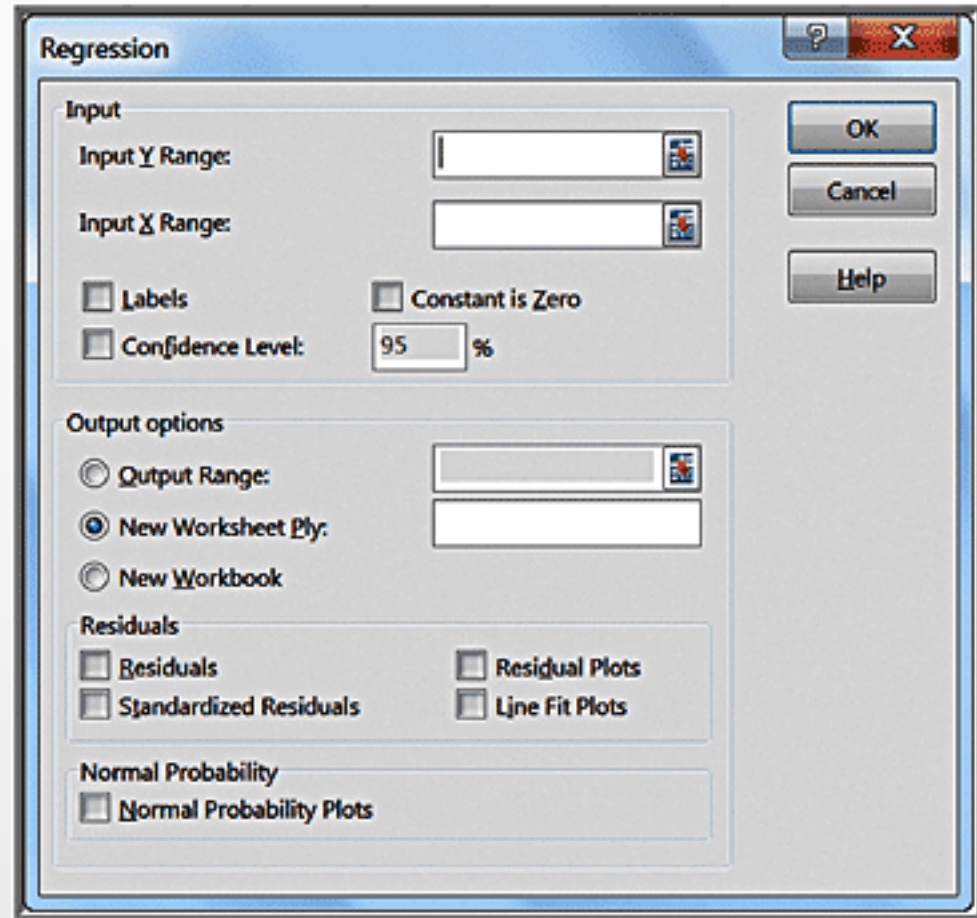 Regression
Input
Input Y Range:
Input X Range:
Labels
Constant is Zero
Confidence Level:
95
%
Output options
Output Range:
New Worksheet Ply:
New Workbook
Residuals
Residuals
Residual Plots
Standardized Residuals
Line Fit Plots
Normal Probability
Normal Probability Plots
?
X
OK
Cancel
Help